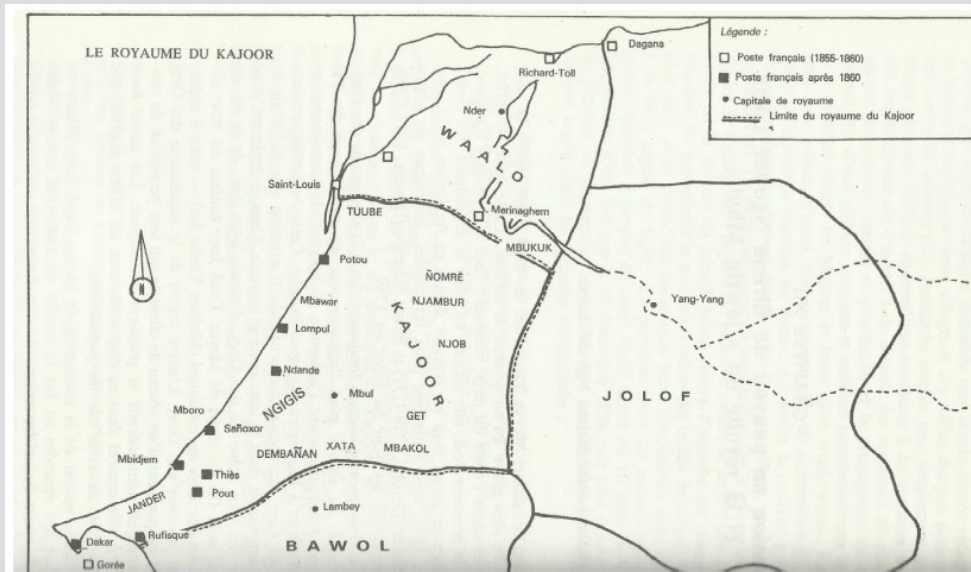 LE ROYAUME DU KAJOOR
Légende :
Poste français (1855-1860)
Poste français après 1860
Capitale de royaume
Limite du royaume du Kajoor
Dagana
Richard-Toll
Nder
WAALO
Saint-Louis
TUUBE
Merinaghem
MBUKUK
Potou
ÑOMRE
Mbawar
NJAMBUR
Yang-Yang
Lompul
KAJOOR
NJOB
Ndande
Mbul
JOLOF
NGIGIS
Mboro
GET
Sañoxor
XATA
MBAKOL
DEMBAÑAN
Mbidjem
Thiès
Pout
JANDER
Lambey
Rufisque
Dakar
BAWOL
Gorée
N